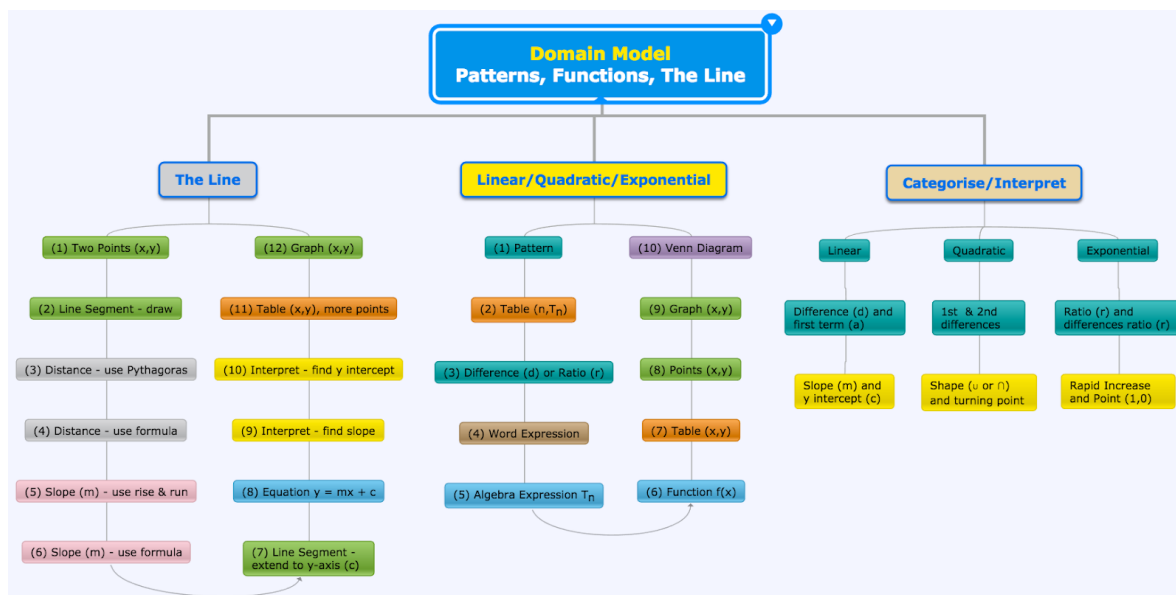 Domain Model
Patterns, Functions, The Line
The Line
Linear/Quadratic/Exponential
Categorise/Interpret
(1) Two Points (x,y)
(2) Line Segment - draw
(3) Distance - use Pythagoras
(4) Distance - use formula
(5) Slope (m) - use rise & run
(6) Slope (m) - use formula
(12) Graph (x,y)
(11) Table (x,y), more points
(10) Interpret - find y intercept
(9) Interpret - find slope
(8) Equation y = mx + c
(7) Line Segment -
extend to y-axis (c)
(1) Pattern
(2) Table (n,Tn)
(3) Difference (d) or Ratio (r)
(4) Word Expression
(5) Algebra Expression Tn
(10) Venn Diagram
(9) Graph (x,y)
(8) Points (x,y)
(7) Table (x,y)
(6) Function f(x)
Linear
Difference (d) and
first term (a)
Slope (m) and
y intercept (c)
Quadratic
1st & 2nd
differences
Shape (∪ or ∩)
and turning point
Exponential
Ratio (r) and
differences ratio (r)
Rapid Increase
and Point (1,0)